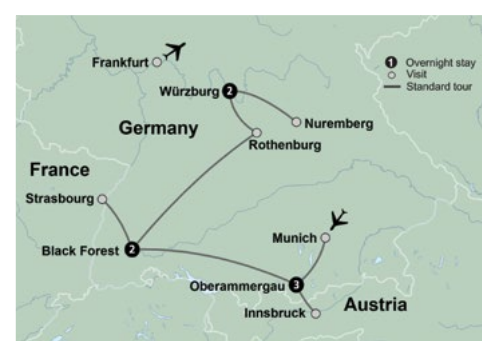 Frankfurt
1 Overnight stay
Visit
Standard tour
Würzburg
2
Nuremberg
Germany
Rothenburg
France
Strasbourg
Black Forest
2
Munich
Oberammergau
3
Austria
Innsbruck